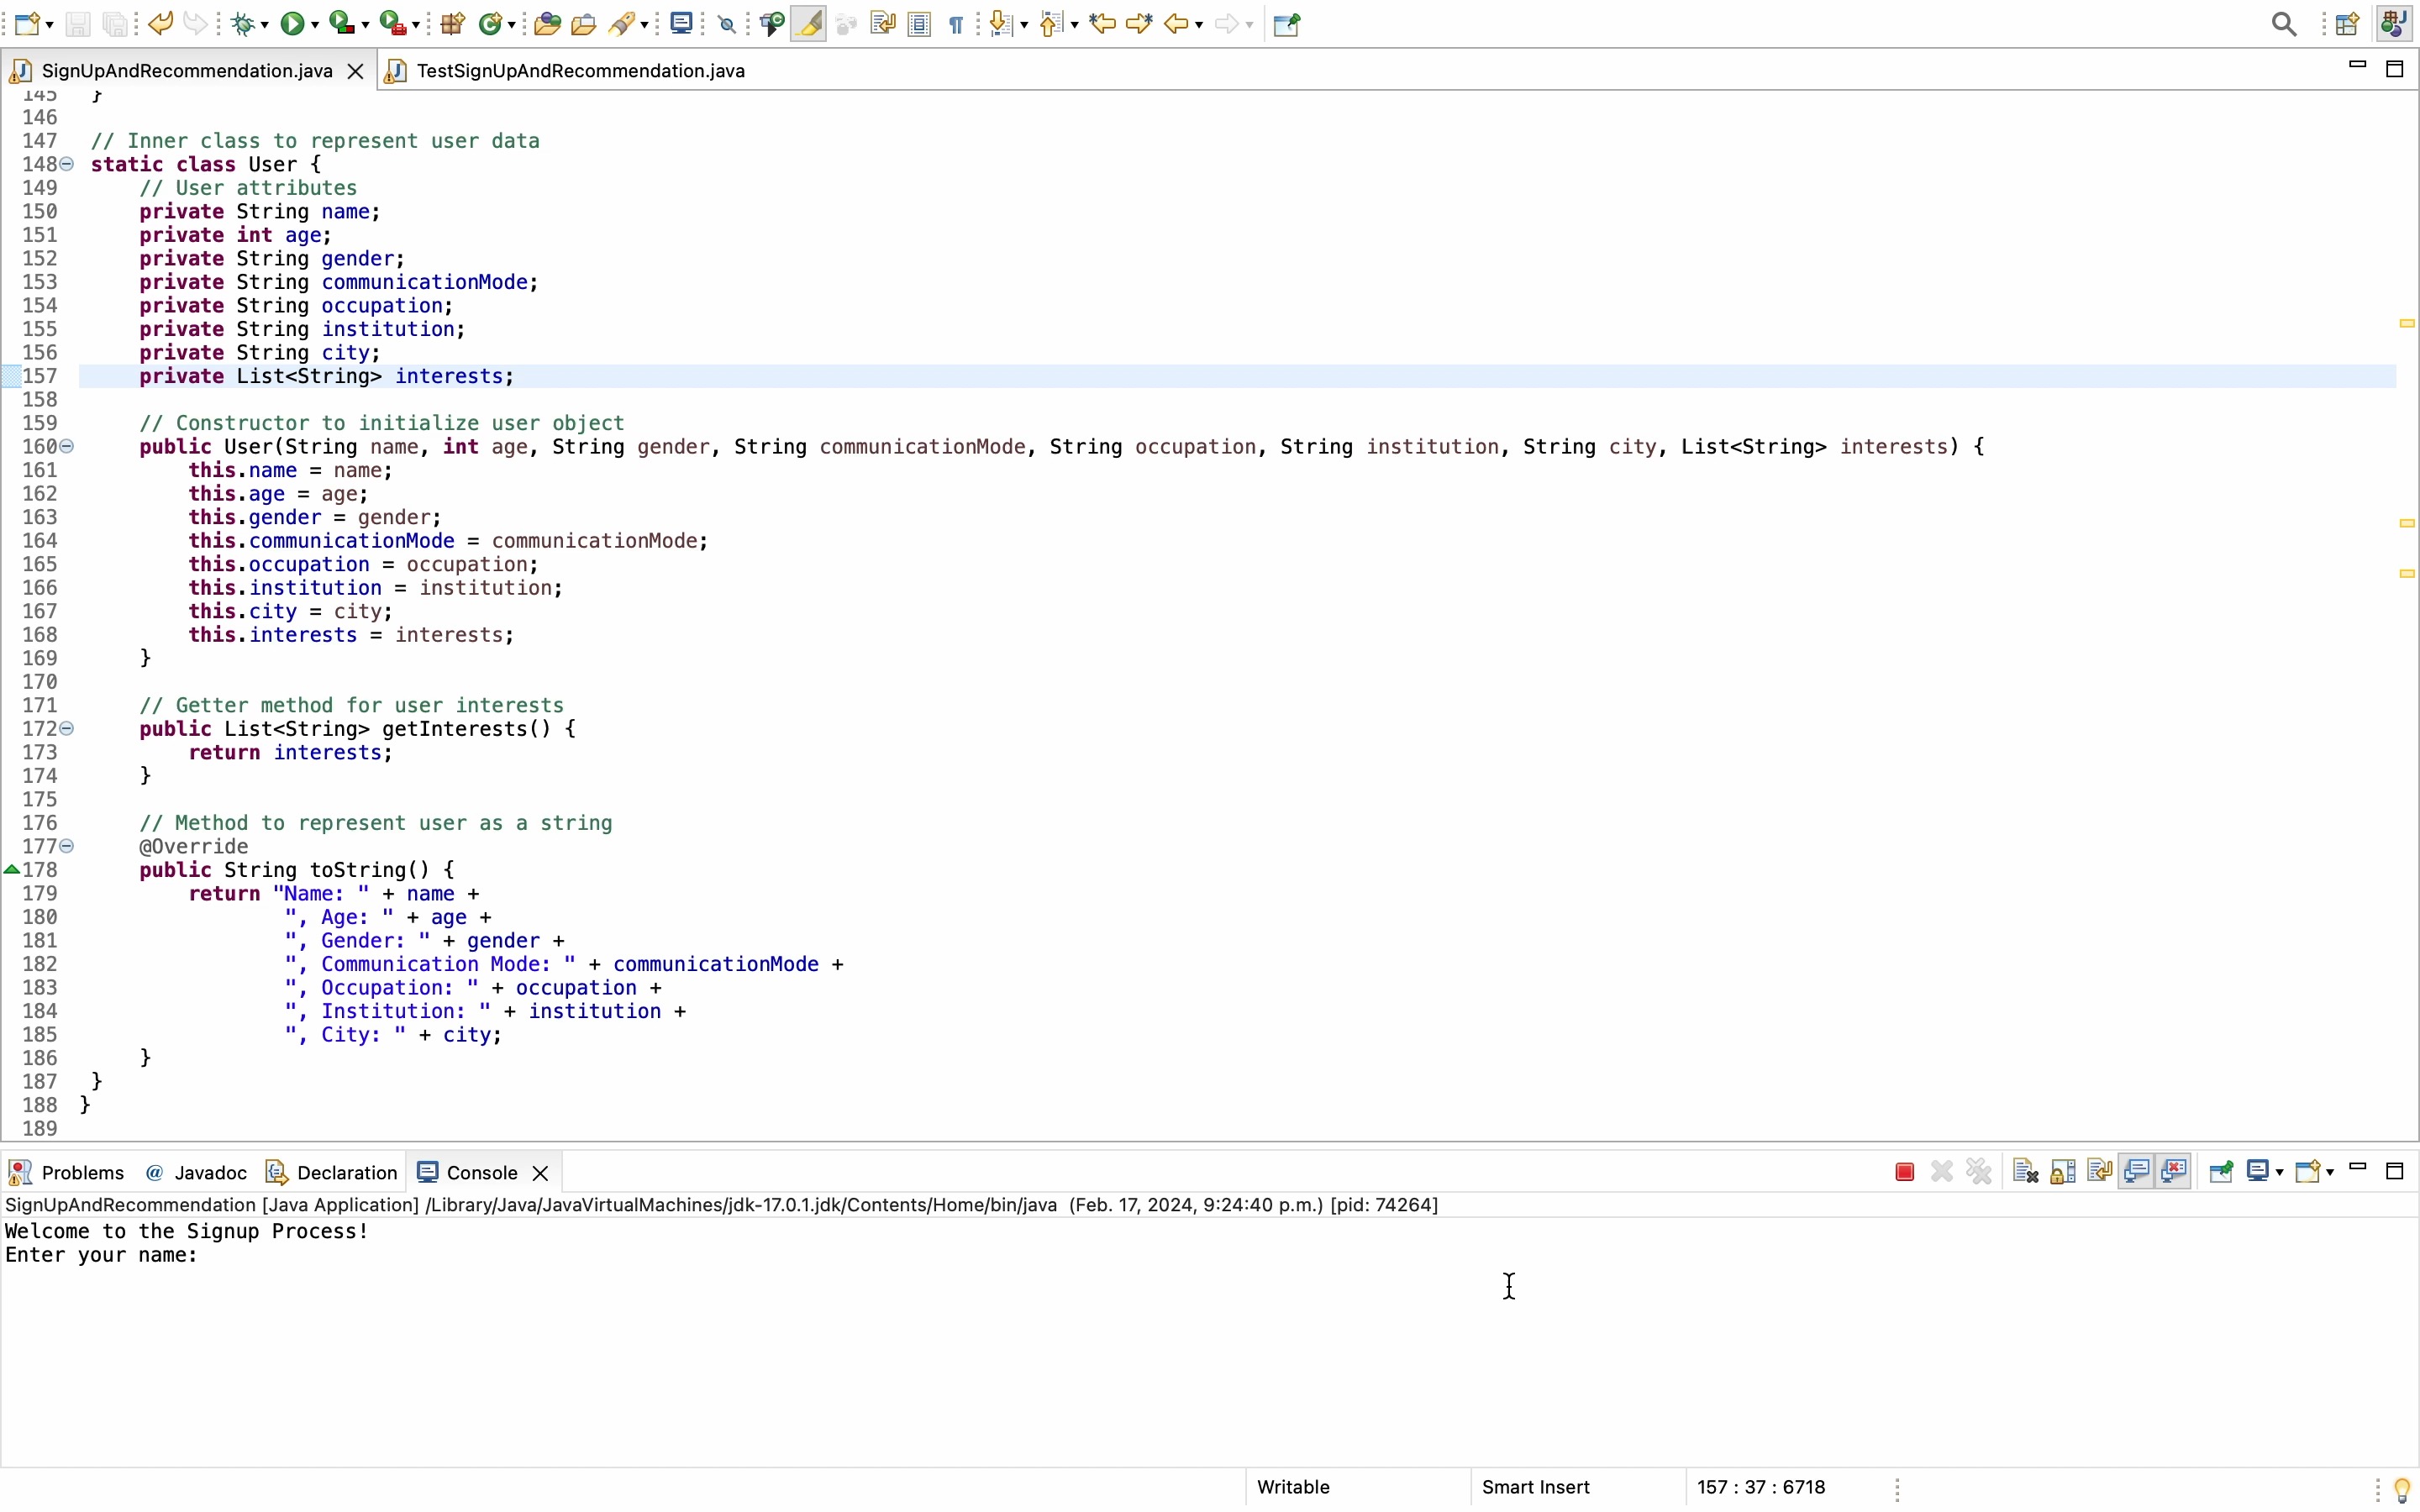 SignUpAndRecommendation.java
TestSignUpAndRecommendation.java
145 }
146
147 // Inner class to represent user data
148 static class User {
149 // User attributes
150 private String name;
151 private int age;
152 private String gender;
153 private String communicationMode;
154 private String occupation;
155 private String institution;
156 private String city;
157 private List<String> interests;
158
159 // Constructor to initialize user object
160 public User(String name, int age, String gender, String communicationMode, String occupation, String institution, String city, List<String> interests) {
161 this.name = name;
162 this.age = age;
163 this.gender = gender;
164 this.communicationMode = communicationMode;
165 this.occupation = occupation;
166 this.institution = institution;
167 this.city = city;
168 this.interests = interests;
169 }
170
171 // Getter method for user interests
172 public List<String> getInterests() {
173 return interests;
174 }
175
176 // Method to represent user as a string
177 @Override
178 public String toString() {
179 return "Name: " + name +
180 ", Age: " + age +
181 ", Gender: " + gender +
182 ", Communication Mode: " + communicationMode +
183 ", Occupation: " + occupation +
184 ", Institution: " + institution +
185 ", City: " + city;
186 }
187 }
188 }
189
Problems @ Javadoc Declaration Console
SignUpAndRecommendation [Java Application] /Library/Java/JavaVirtualMachines/jdk-17.0.1.jdk/Contents/Home/bin/java (Feb. 17, 2024, 9:24:40 p.m.) [pid: 74264]
Welcome to the Signup Process!
Enter your name:
Writable Smart Insert 157 : 37 : 6718